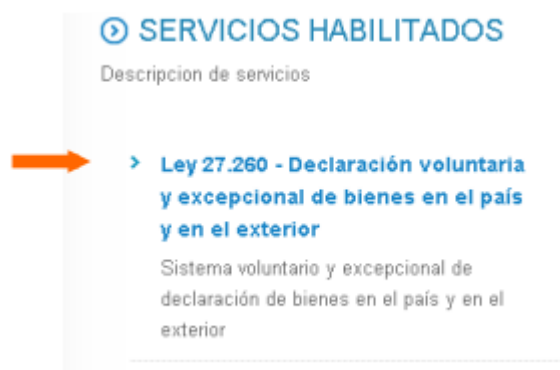 SERVICIOS HABILITADOS
Descripcion de servicios
Ley 27.260 - Declaración voluntaria
y excepcional de bienes en el país
y en el exterior
Sistema voluntario y excepcional de
declaración de bienes en el país y en el
exterior